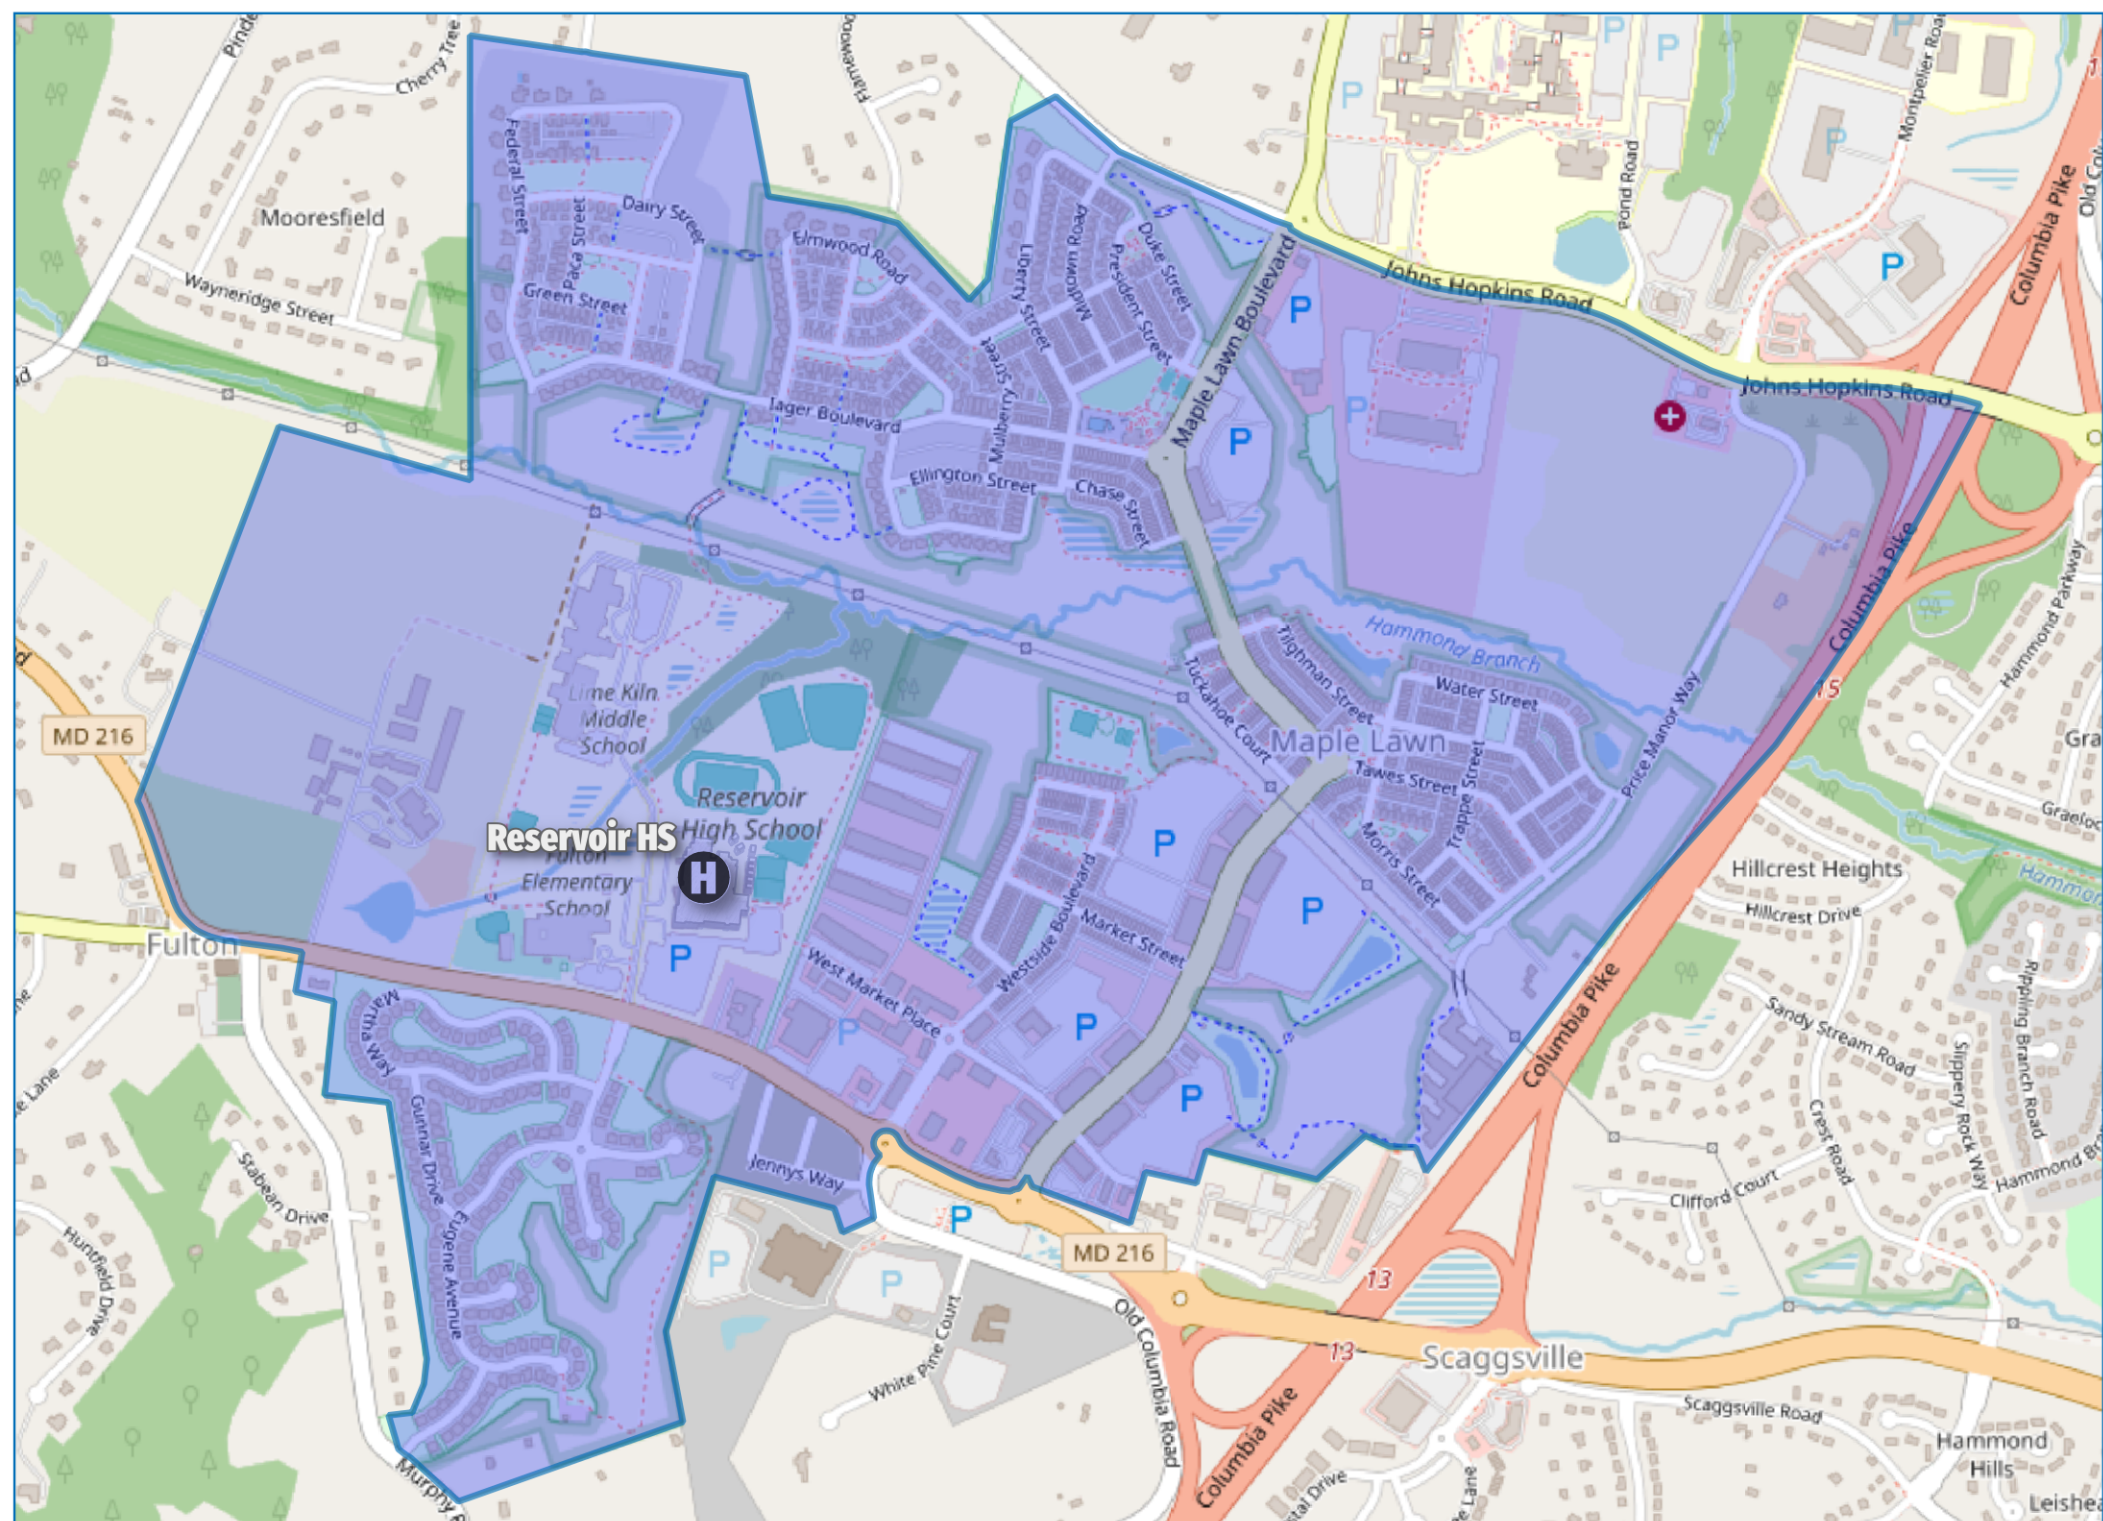 Cherry Tree
Mooresfield
Wayneridge Street
Federal Street
Paca Street
Dairy Street
Green Street
Elmwood Road
Liberty Street
Midtown Road
Duke Street
President Street
Maple Lawn Boulevard
Johns Hopkins Road
Johns Hopkins Road
Pond Road
Montpelier Road
Columbia Pike
P
P
P
P
P
P
P
P
Iager Boulevard
Mulberry Street
Ellington Street
Chase Street
Columbia Pike
15
Hammond Parkway
Hammond Branch
Tilghman Street
Water Street
Tuckahoe Court
Maple Lawn
Tawes Street
Trappe Street
Morris Street
Price Manor Way
Lime Kiln
Middle
School
MD 216
Reservoir
High School
Reservoir HS
H
Fulton
Elementary
School
P
P
P
P
P
P
P
P
P
P
Fulton
West Market Place
Westside Boulevard
Market Street
Hillcrest Heights
Hillcrest Drive
Sandy Stream Road
Slippery Rock Way
Rippling Branch Road
Crest Road
Clifford Court
Columbia Pike
Martha Way
Gunnar Drive
Eugene Avenue
Jennys Way
Stabean Drive
Huntfield Drive
MD 216
13
13
White Pine Court
Old Columbia Road
Columbia Pike
Scaggsville
Scaggsville Road
Hammond
Hills